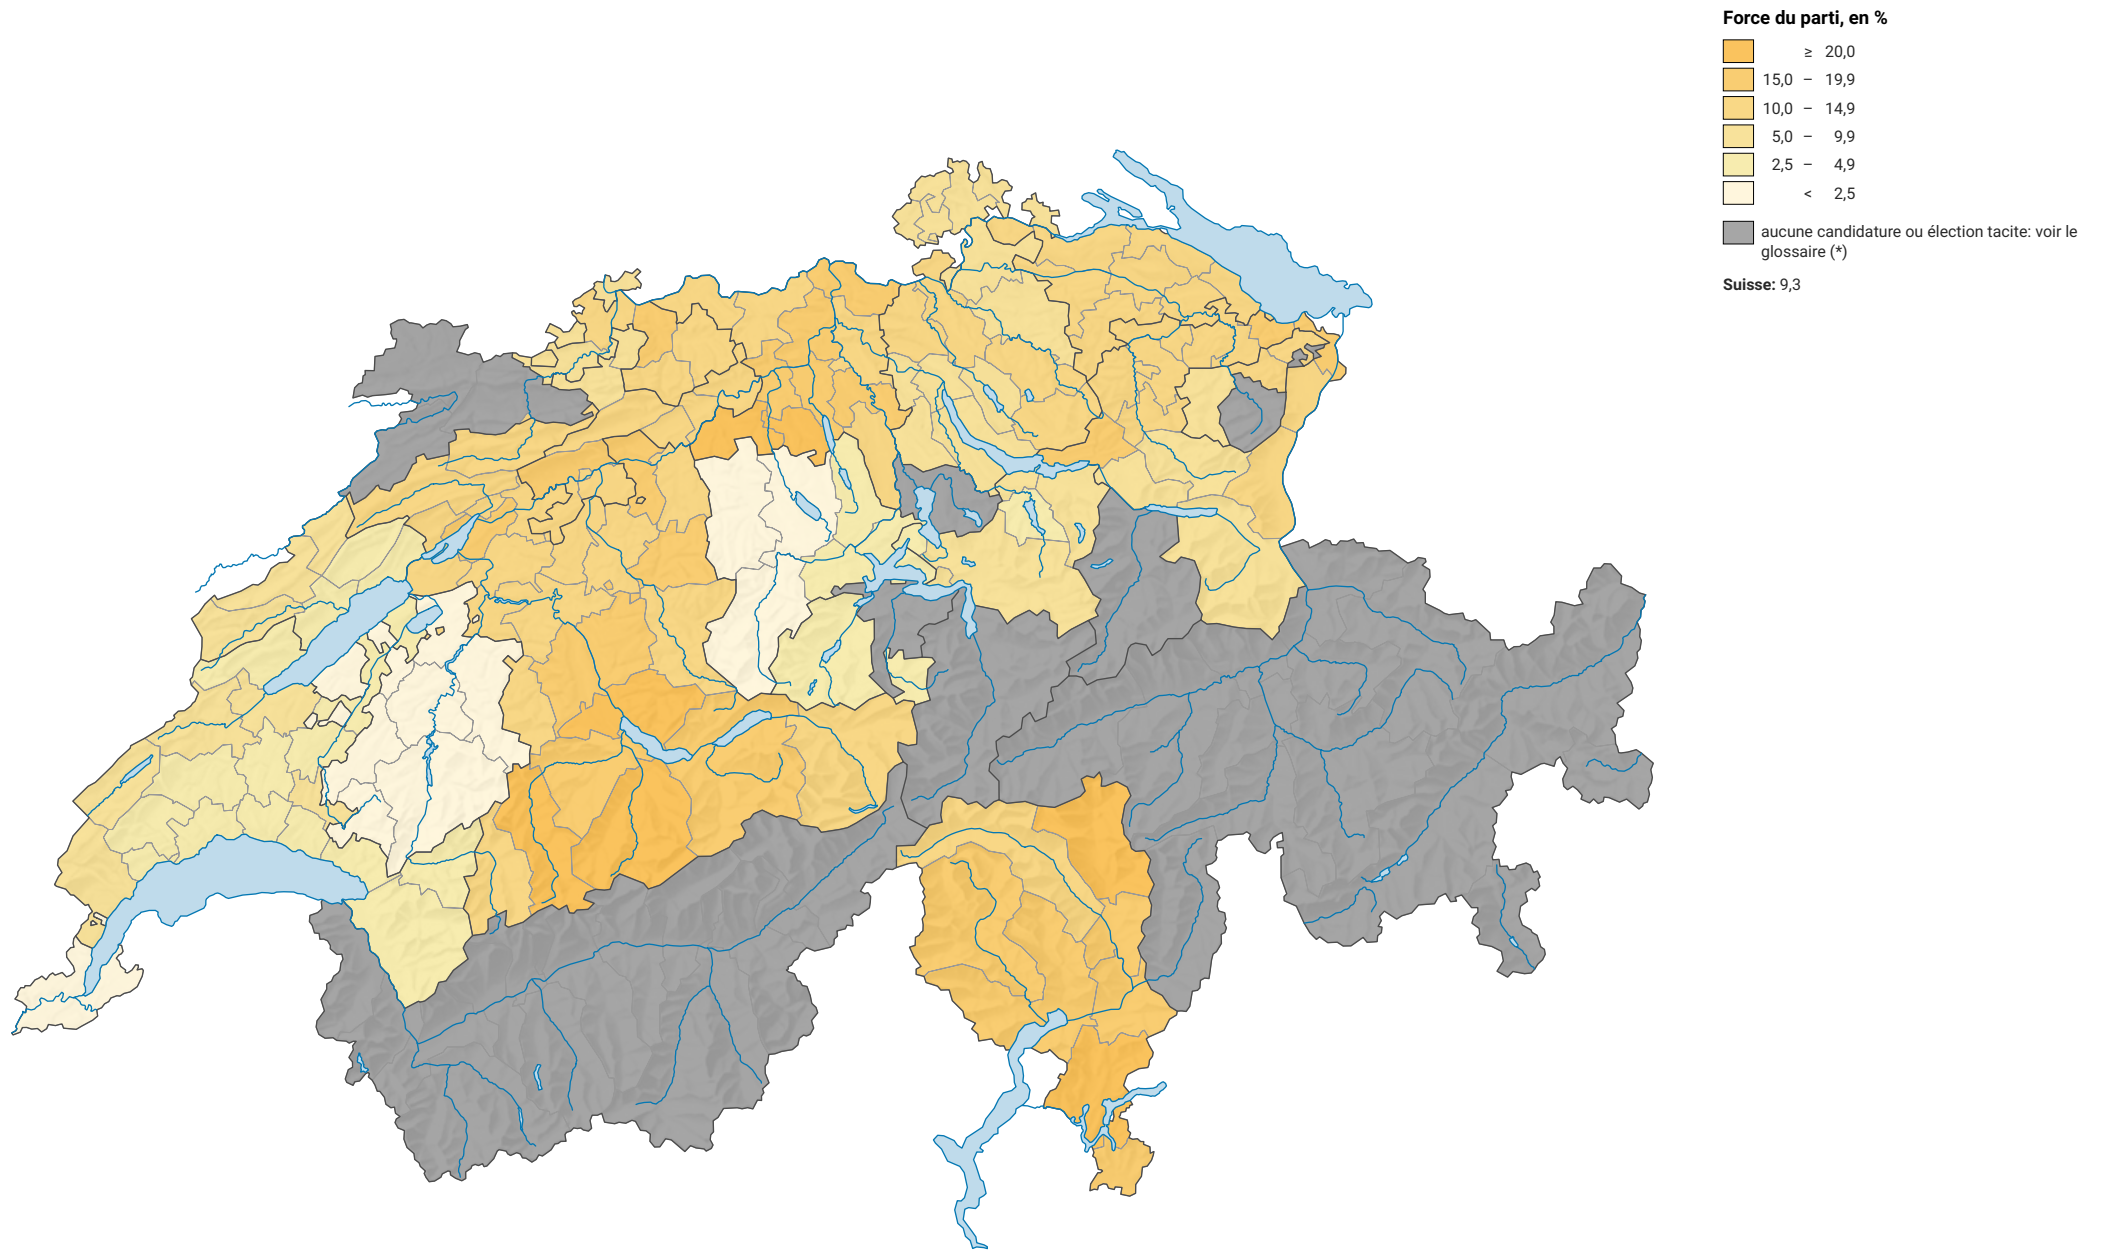 Force du parti, en %
≥ 20,0
15,0 – 19,9
10,0 – 14,9
5,0 – 9,9
2,5 – 4,9
< 2,5
aucune candidature ou élection tacite: voir le
glossaire (*)
Suisse: 9,3